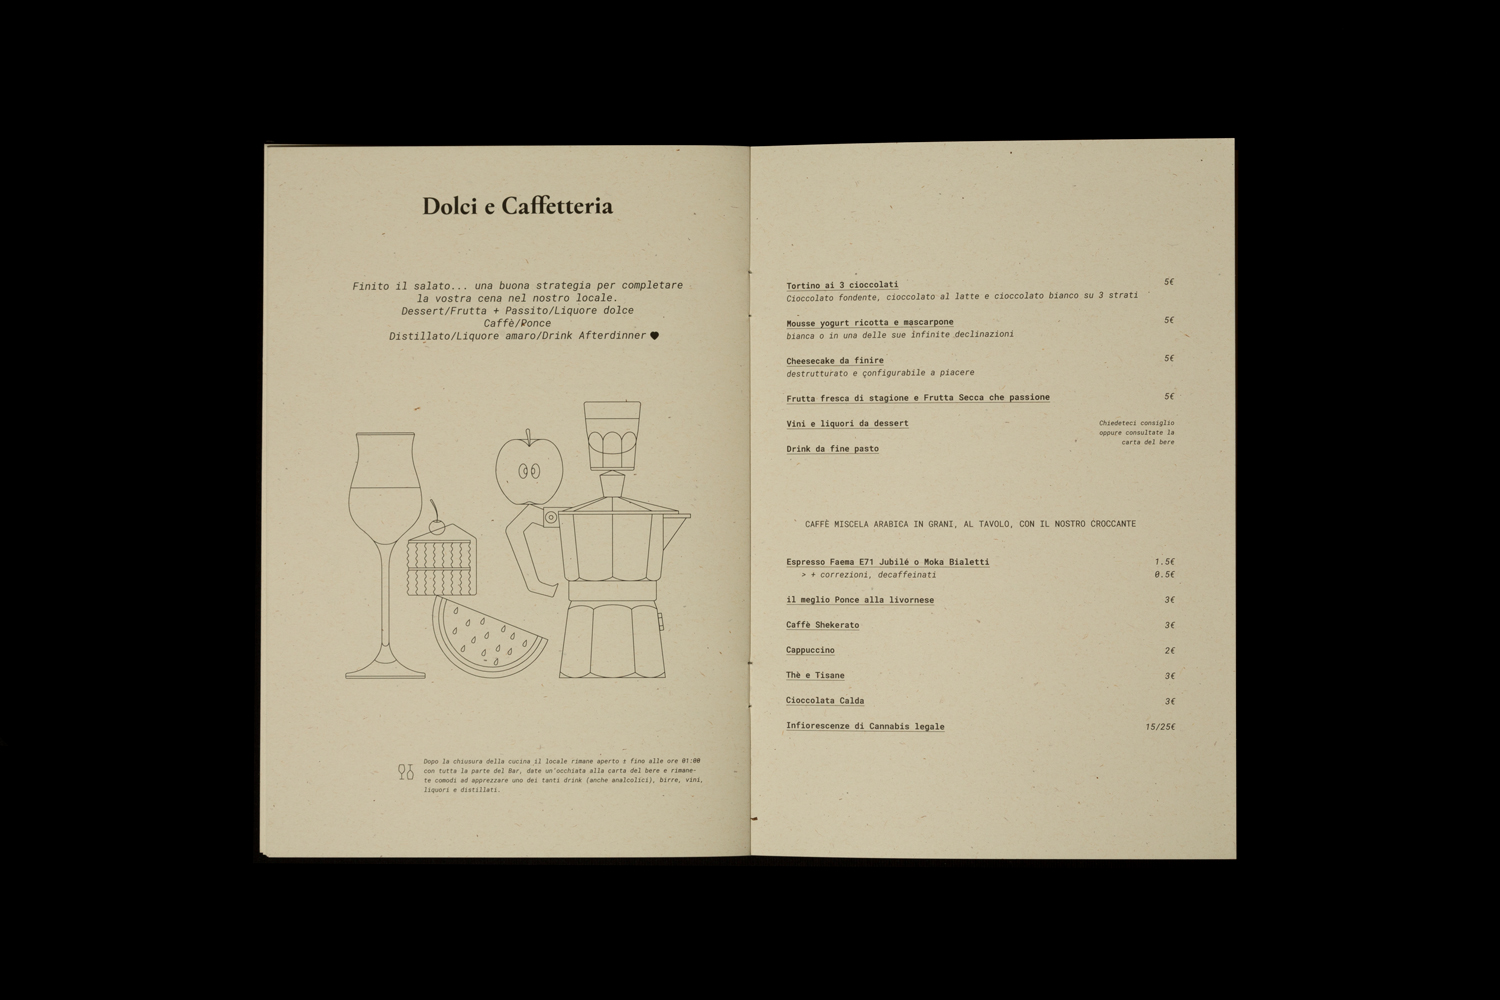 Dolci e Caffetteria
Finito il salato... una buona strategia per completare
la vostra cena nel nostro locale.
Dessert/Frutta + Passito/Liquore dolce
Caffè/Ponce
Distillato/Liquore amaro/Drink Afterdinner
Dopo la chiusura della cucina il locale rimane aperto ± fino alle ore 01:00
con tutta la parte del Bar, date un'occhiata alla carta del bere e rimane-
te comodi ad apprezzare uno dei tanti drink (anche analcolici), birre, vini,
liquori e distillati.
Tortino ai 3 cioccolati 5€
Cioccolato fondente, cioccolato al latte e cioccolato bianco su 3 strati
Mousse yogurt ricotta e mascarpone 5€
bianca o in una delle sue infinite declinazioni
Cheesecake da finire 5€
destrutturato e configurabile a piacere
Frutta fresca di stagione e Frutta Secca che passione 5€
Vini e liquori da dessert
Chiedeteci consiglio
oppure consultate la
carta del bere
Drink da fine pasto
CAFFÈ MISCELA ARABICA IN GRANI, AL TAVOLO, CON IL NOSTRO CROCCANTE
Espresso Faema E71 Jubilé o Moka Bialetti 1.5€
> + correzioni, decaffeinati 0.5€
il meglio Ponce alla livornese 3€
Caffè Shekerato 3€
Cappuccino 2€
Thè e Tisane 3€
Cioccolata Calda 3€
Infiorescenze di Cannabis legale 15/25€